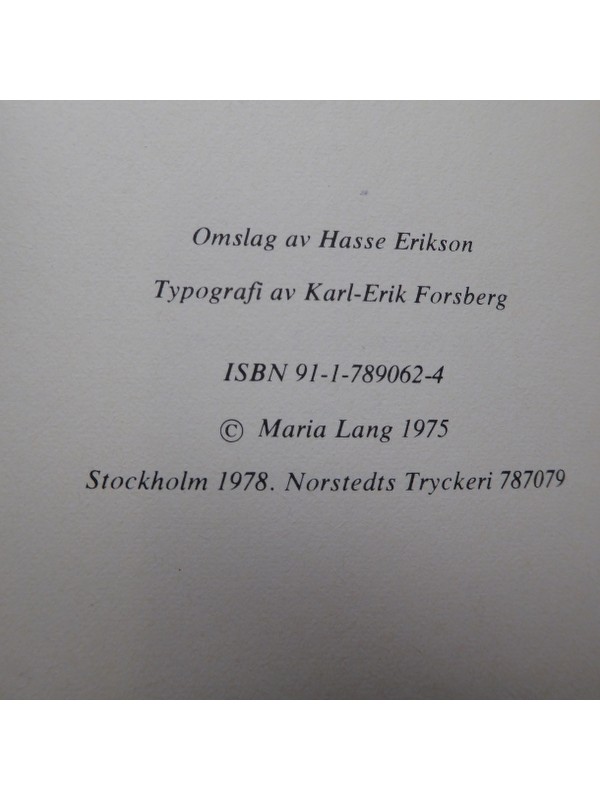 Omslag av Hasse Erikson
Typografi av Karl-Erik Forsberg
ISBN 91-1-789062-4
© Maria Lang 1975
Stockholm 1978. Norstedts Tryckeri 787079